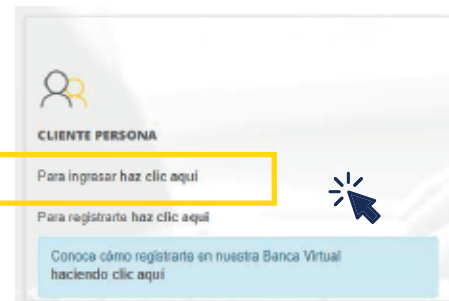 CLIENTE PERSONA
Para ingresar haz clic aquí
Para registrarte haz clic aquí
Conoce cómo registrarte en nuestra Banca Virtual
haciendo clic aquí